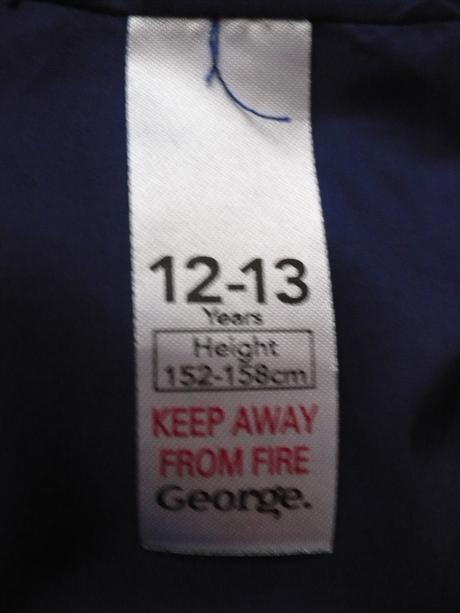 12-13
Years
Height
152-158cm
KEEP AWAY
FROM FIRE
George.